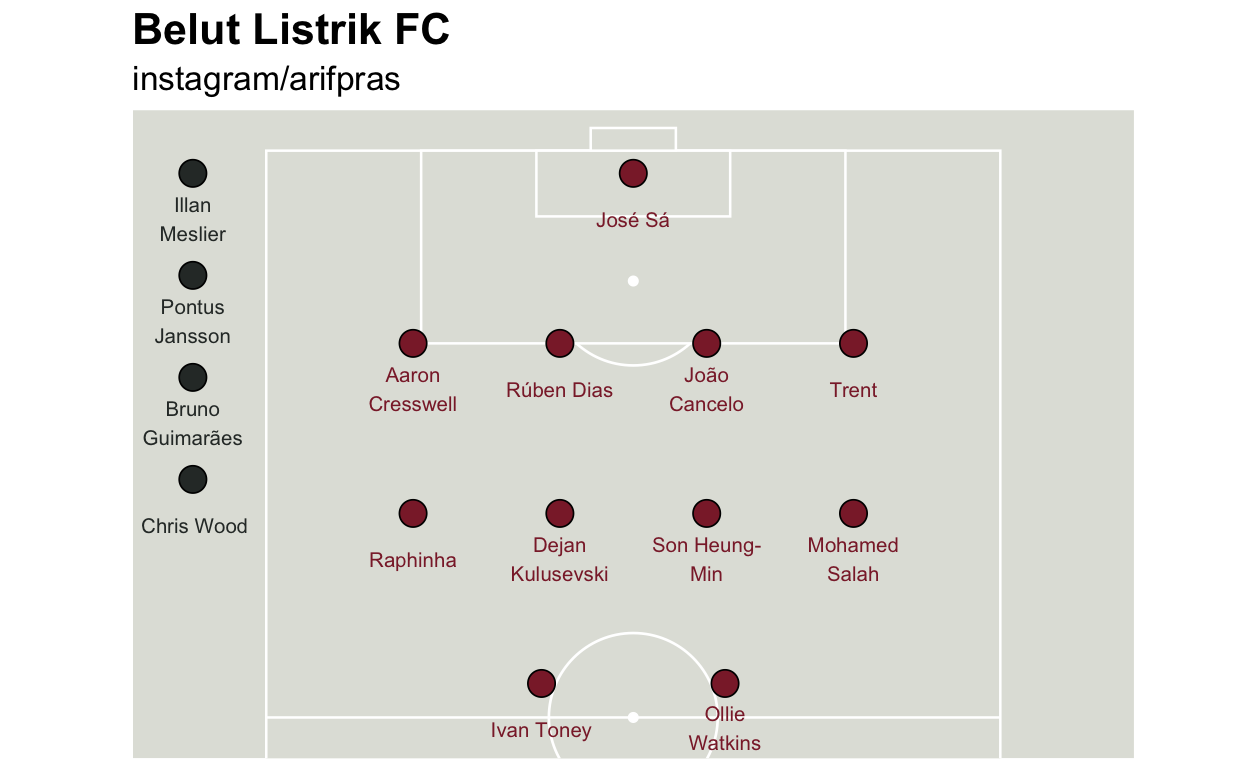 Belut Listrik FC
instagram/arifpras
Illan
Meslier
Pontus
Jansson
Bruno
Guimarães
Chris Wood
José Sá
Aaron
Cresswell
Rúben Dias
João
Cancelo
Trent
Raphinha
Dejan
Kulusevski
Son Heung-
Min
Mohamed
Salah
Ivan Toney
Ollie
Watkins